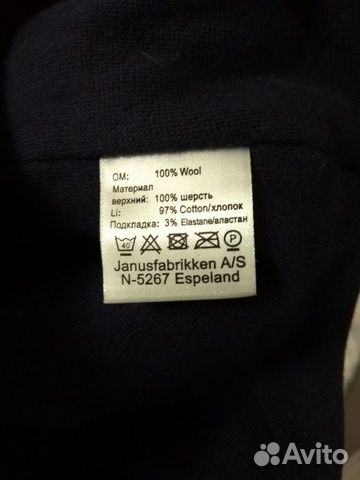 OM: 100% Wool
Материал
верхний: 100% шерсть
Li: 97% Cotton/хлопок
Подкладка: 3% Elastane/эластан
40 P
Janusfabrikken A/S
N-5267 Espeland
Avito